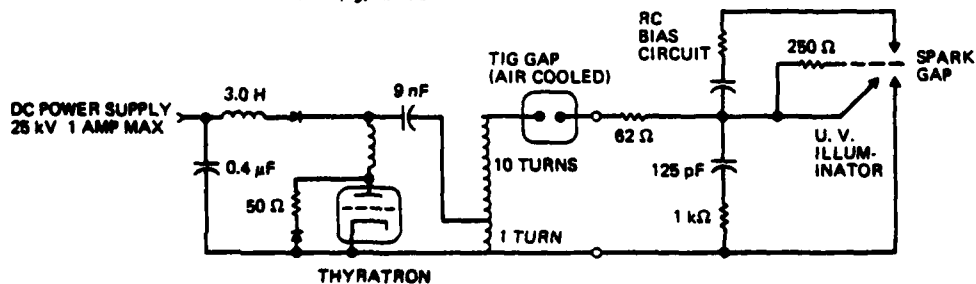 RC
BIAS
CIRCUIT
TIG GAP
(AIR COOLED)
250 Ω
SPARK
GAP
DC POWER SUPPLY
25 kV 1 AMP MAX
3.0 H
9 nF
62 Ω
U. V.
ILLUM-
INATOR
0.4 μF
10 TURNS
125 pF
50 Ω
1 kΩ
1 TURN
THYRATRON